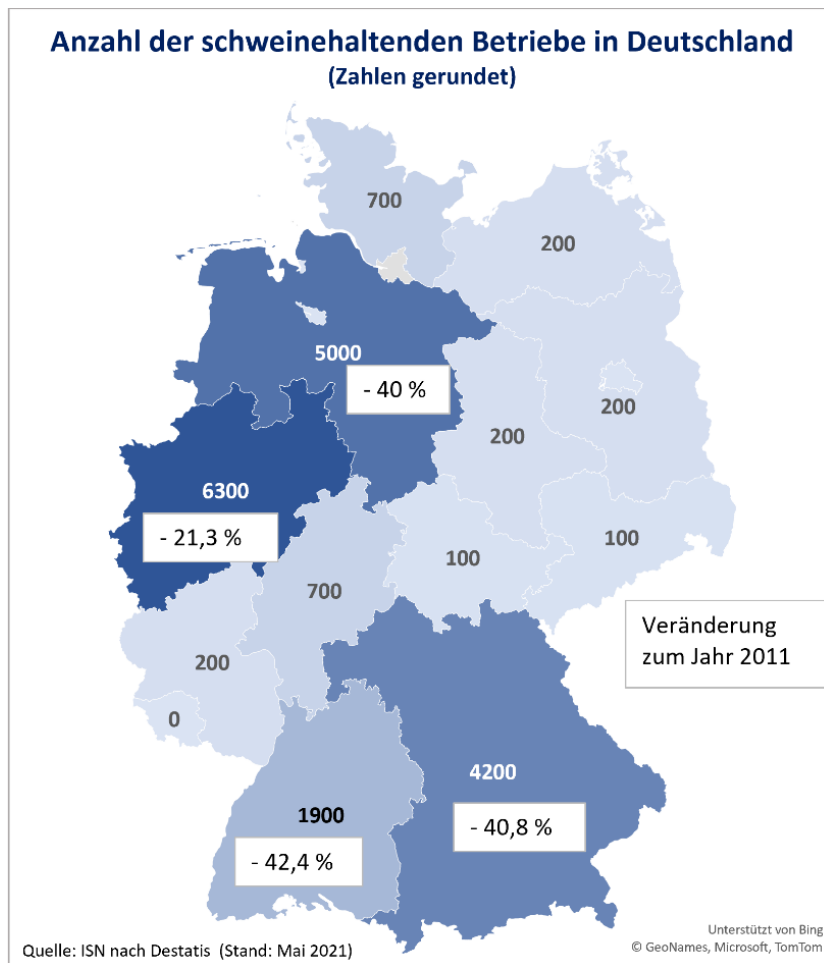 Anzahl der schweinehaltenden Betriebe in Deutschland
(Zahlen gerundet)
700
200
5000
- 40 %
200
200
6300
- 21,3 %
100
100
700
Veränderung
zum Jahr 2011
200
0
4200
- 40,8 %
1900
- 42,4 %
Unterstützt von Bing
© GeoNames, Microsoft, TomTom
Quelle: ISN nach Destatis (Stand: Mai 2021)